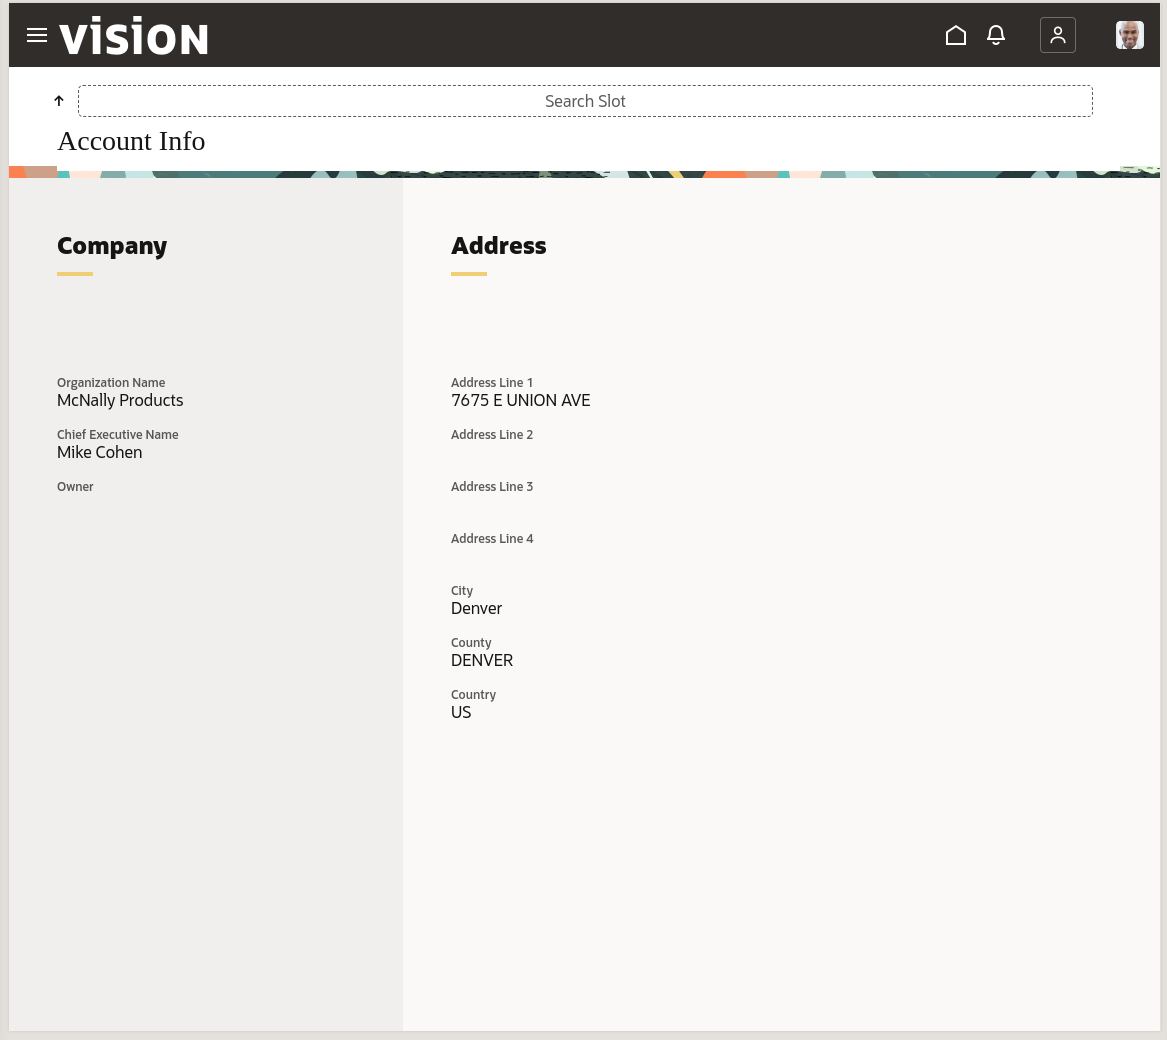 vision
Search Slot
Account Info
Company
Organization Name
McNally Products
Chief Executive Name
Mike Cohen
Owner
Address
Address Line 1
7675 E UNION AVE
Address Line 2
Address Line 3
Address Line 4
City
Denver
County
DENVER
Country
US